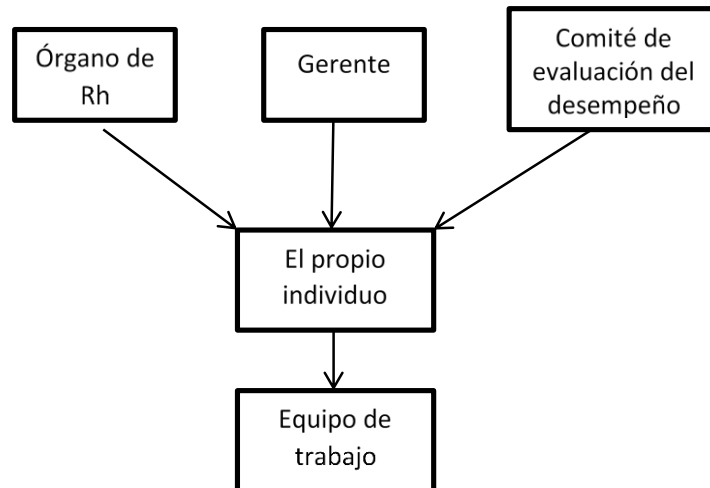 Órgano de
Rh
Gerente
Comité de
evaluación del
desempeño
El propio
individuo
Equipo de
trabajo